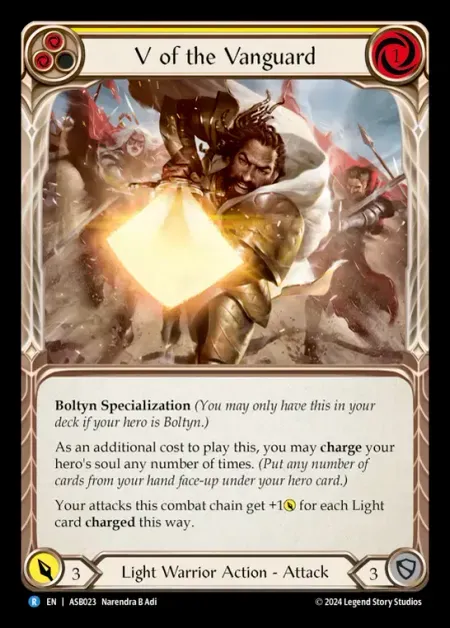 V of the Vanguard
1
Boltyn Specialization (You may only have this in your
deck if your hero is Boltyn.)
As an additional cost to play this, you may charge your
hero's soul any number of times. (Put any number of
cards from your hand face-up under your hero card.)
Your attacks this combat chain get +1 for each Light
card charged this way.
3 Light Warrior Action - Attack 3
R EN | ASB023 Narendra B Adi © 2024 Legend Story Studios